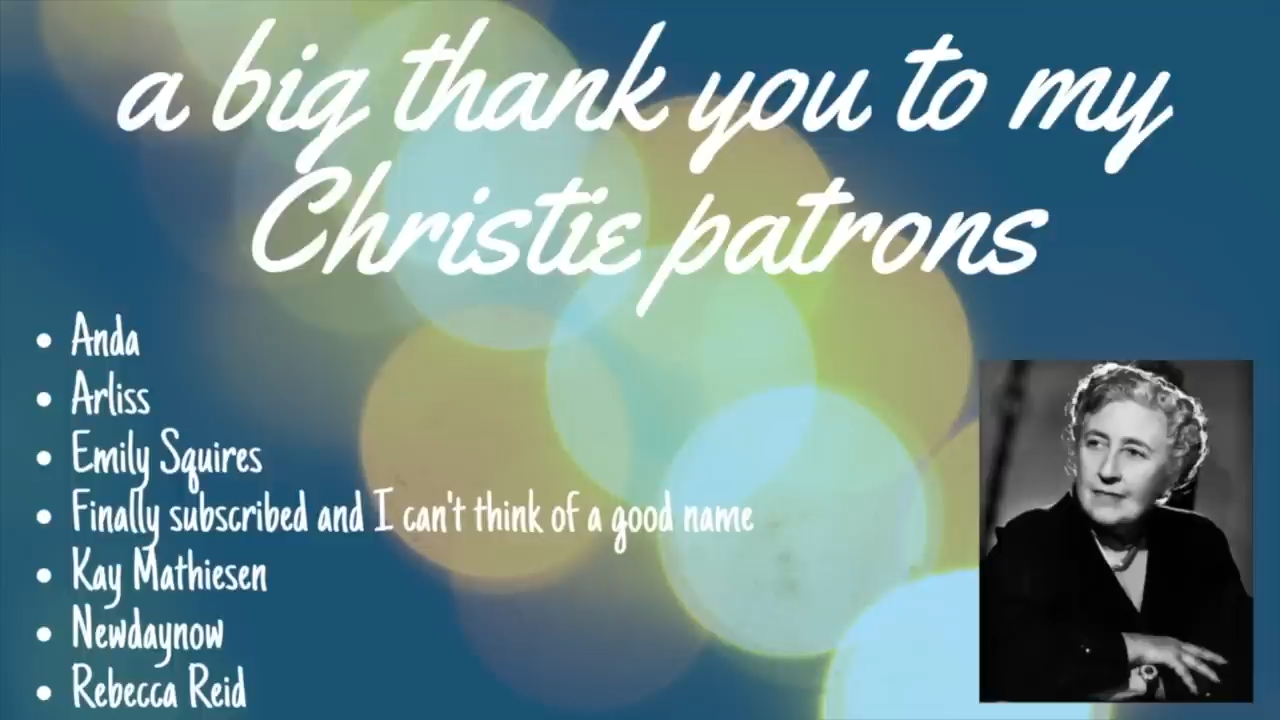 a big thank you to my
Christie patrons
• Anda
• Arliss
• Emily Squires
• Finally subscribed and I can't think of a good name
• Kay Mathiesen
• Newdaynow
• Rebecca Reid